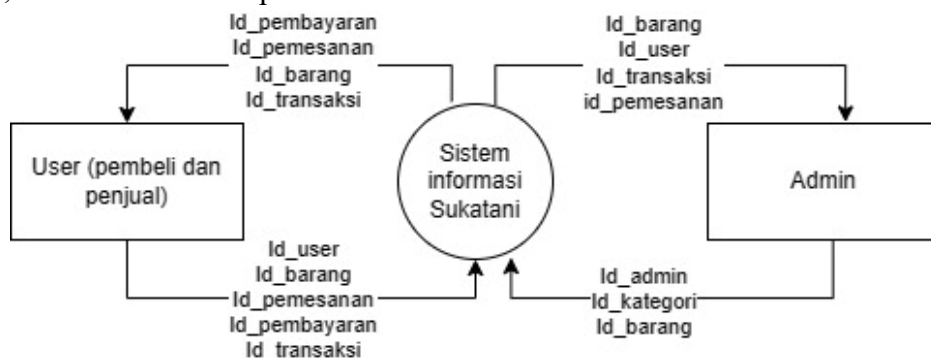 Id_pembayaran
Id_pemesanan
Id_barang
Id_transaksi
Id_barang
Id_user
Id_transaksi
id_pemesanan
User (pembeli dan
penjual)
Sistem
informasi
Sukatani
Admin
Id_user
Id_barang
Id_pemesanan
Id_pembayaran
Id_transaksi
Id_admin
Id_kategori
Id_barang